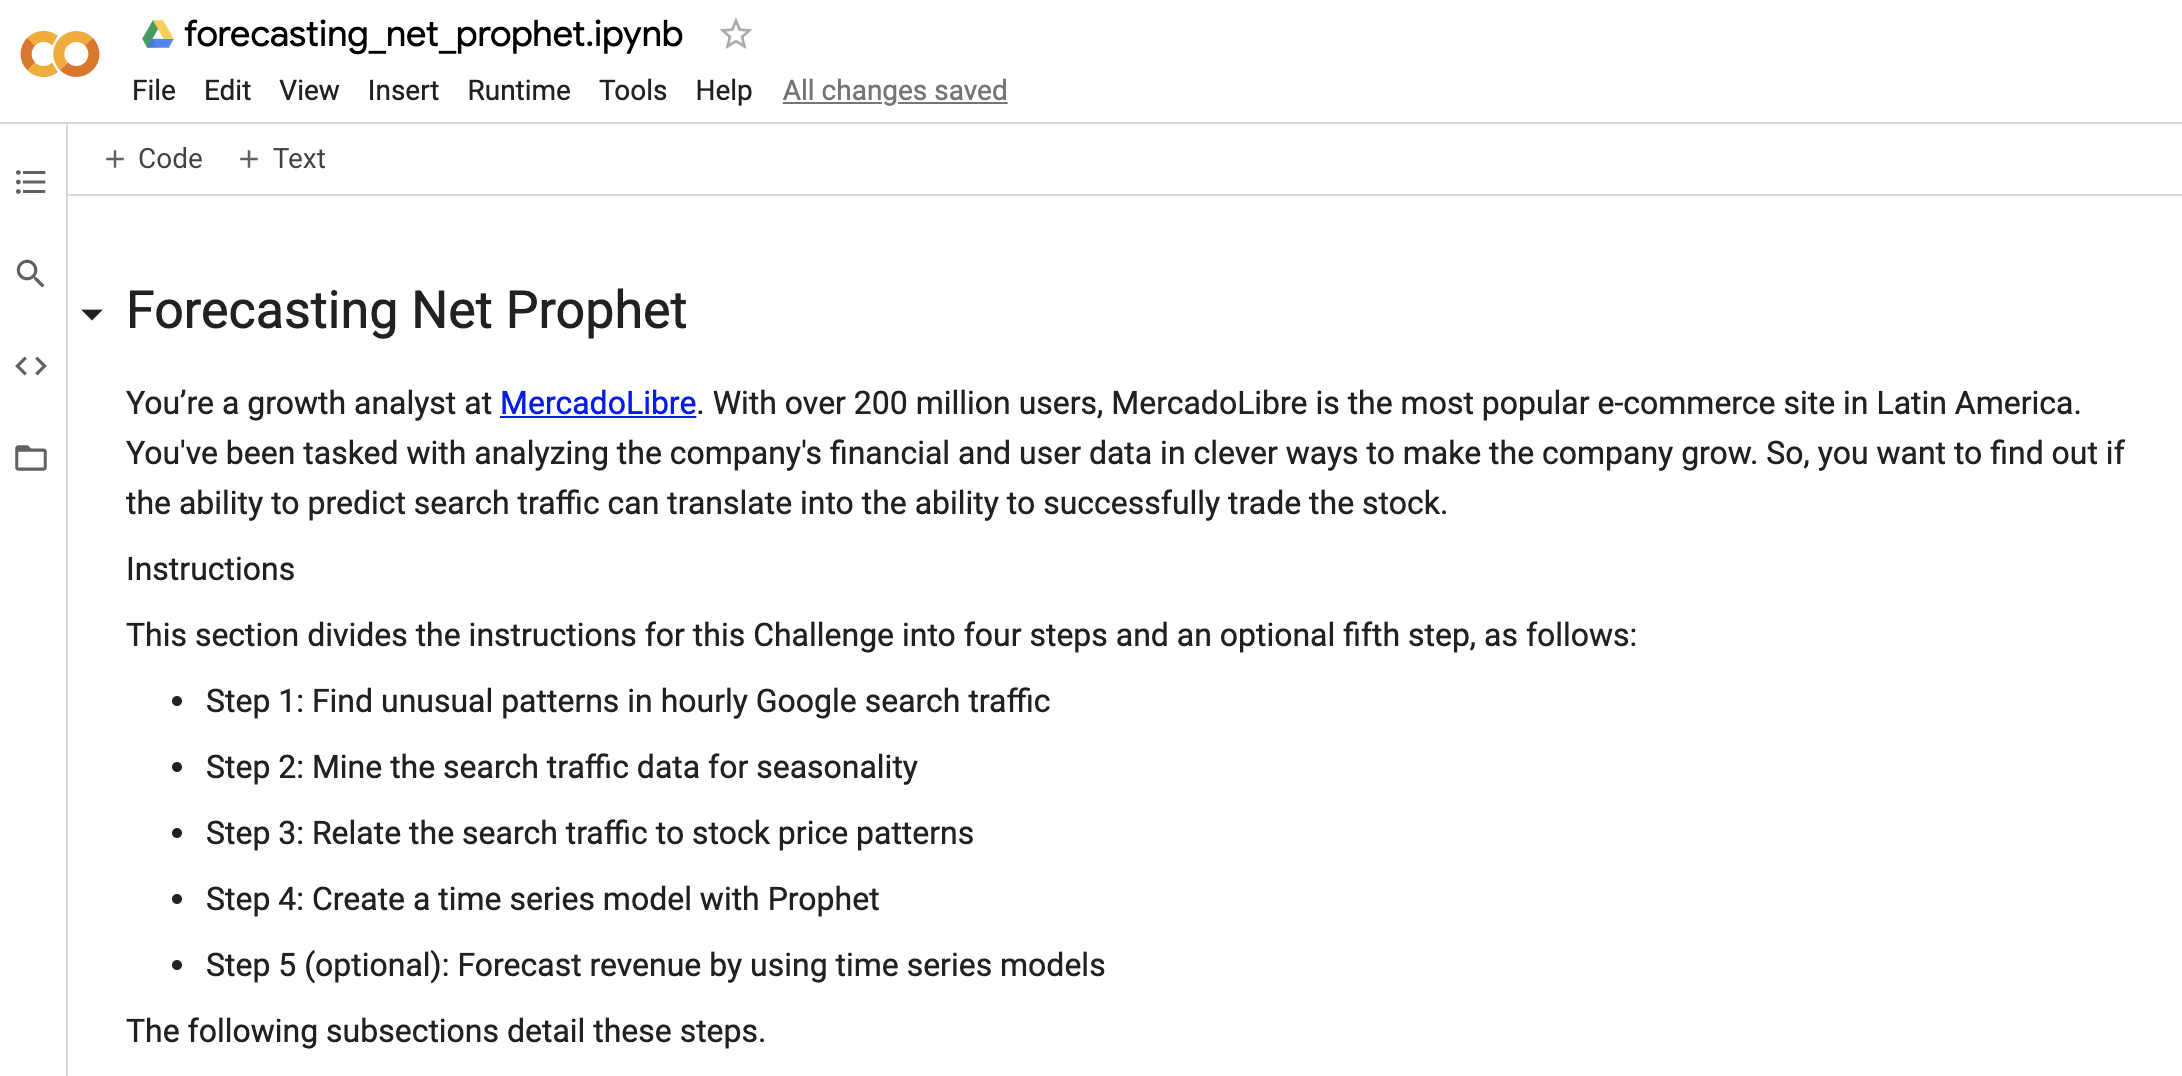 forecasting_net_prophet.ipynb
File Edit View Insert Runtime Tools Help All changes saved
+ Code + Text
Forecasting Net Prophet
You’re a growth analyst at MercadoLibre. With over 200 million users, MercadoLibre is the most popular e-commerce site in Latin America.
You've been tasked with analyzing the company's financial and user data in clever ways to make the company grow. So, you want to find out if
the ability to predict search traffic can translate into the ability to successfully trade the stock.
Instructions
This section divides the instructions for this Challenge into four steps and an optional fifth step, as follows:
• Step 1: Find unusual patterns in hourly Google search traffic
• Step 2: Mine the search traffic data for seasonality
• Step 3: Relate the search traffic to stock price patterns
• Step 4: Create a time series model with Prophet
• Step 5 (optional): Forecast revenue by using time series models
The following subsections detail these steps.